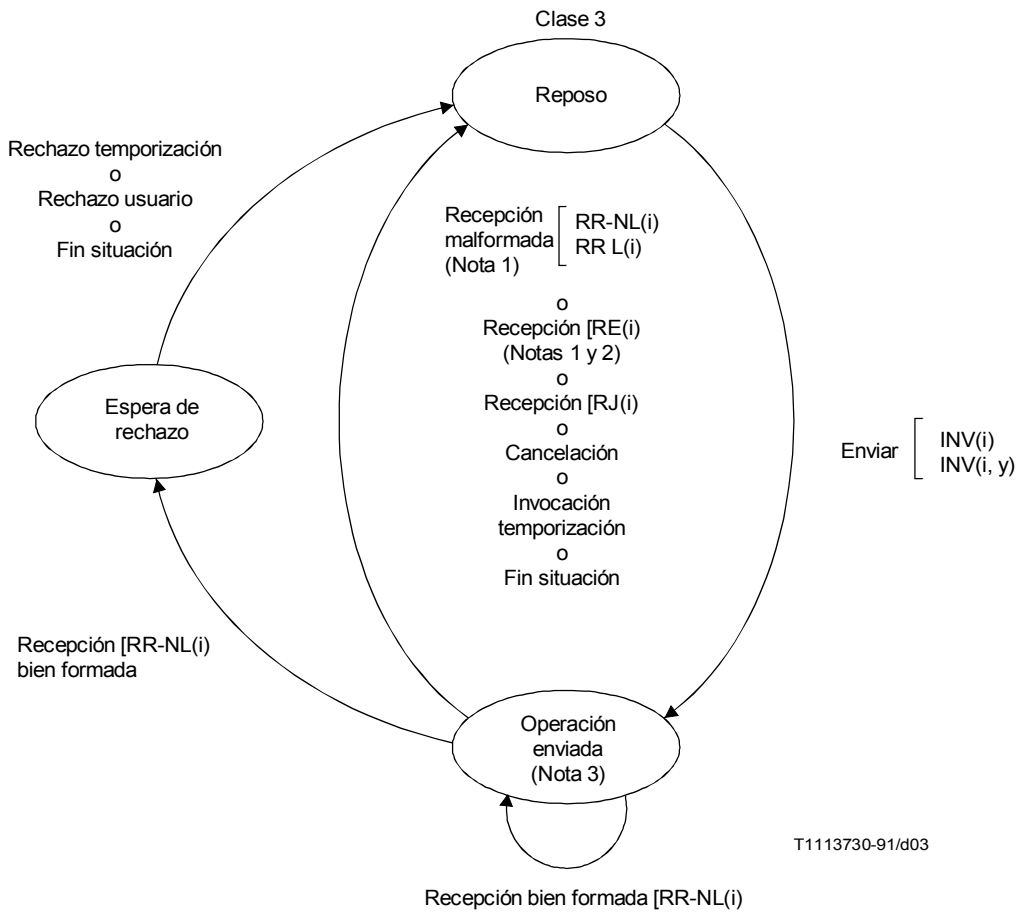 Clase 3
Reposo
Rechazo temporización
o
Rechazo usuario
o
Fin situación
Recepción
malformada
(Nota 1)
RR-NL(i)
RR L(i)
o
Recepción [RE(i)
(Notas 1 y 2)
o
Recepción [RJ(i)
o
Cancelación
o
Invocación
temporización
o
Fin situación
Espera de
rechazo
Enviar
INV(i)
INV(i, y)
Recepción [RR-NL(i)
bien formada
Operación
enviada
(Nota 3)
T1113730-91/d03
Recepción bien formada [RR-NL(i)